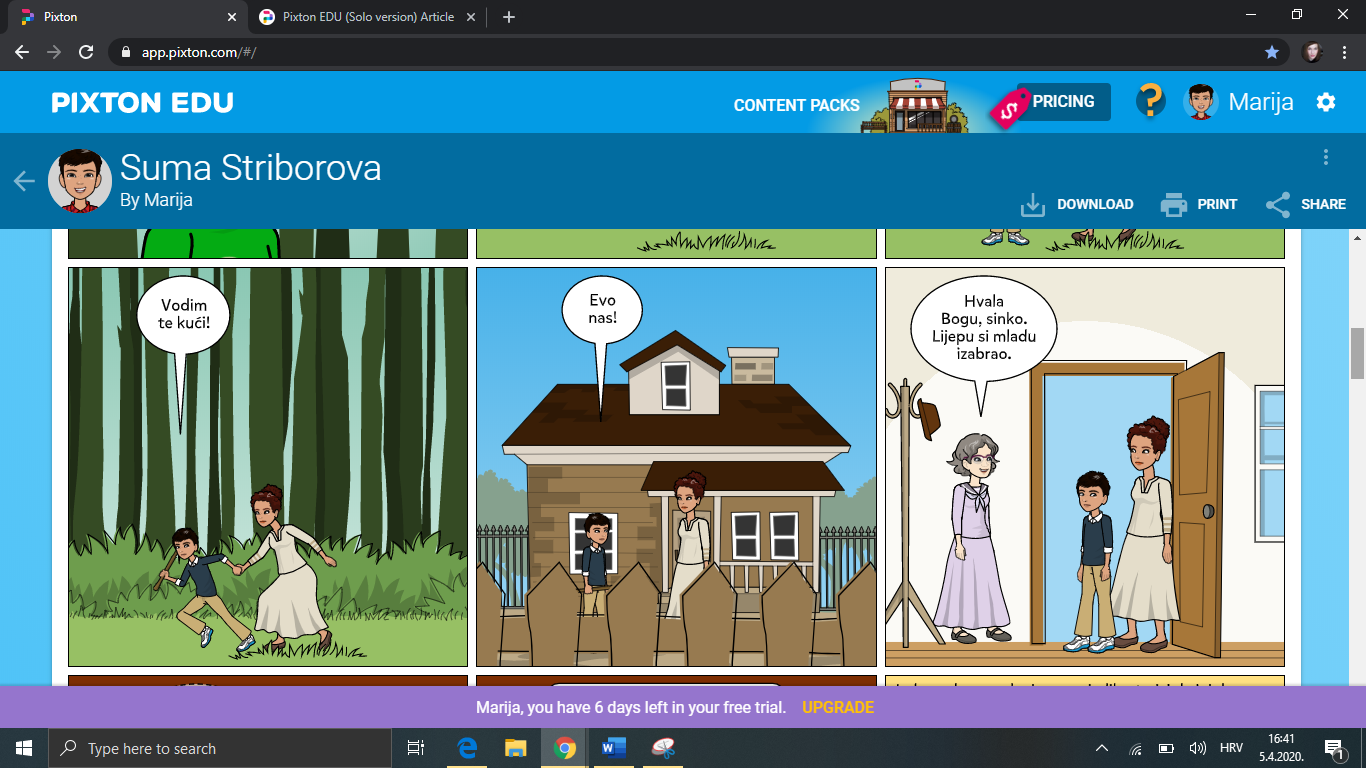 Pixton
Pixton EDU (Solo version) Article
app.pixton.com/#/
PIXTON EDU
CONTENT PACKS
PRICING
?
Marija
Suma Striborova
By Marija
DOWNLOAD
PRINT
SHARE
Vodim
te kući!
Evo
nas!
Hvala
Bogu, sinko.
Lijepu si mladu
izabrao.
Marija, you have 6 days left in your free trial. UPGRADE
Type here to search
HRV
16:41
5.4.2020.
1